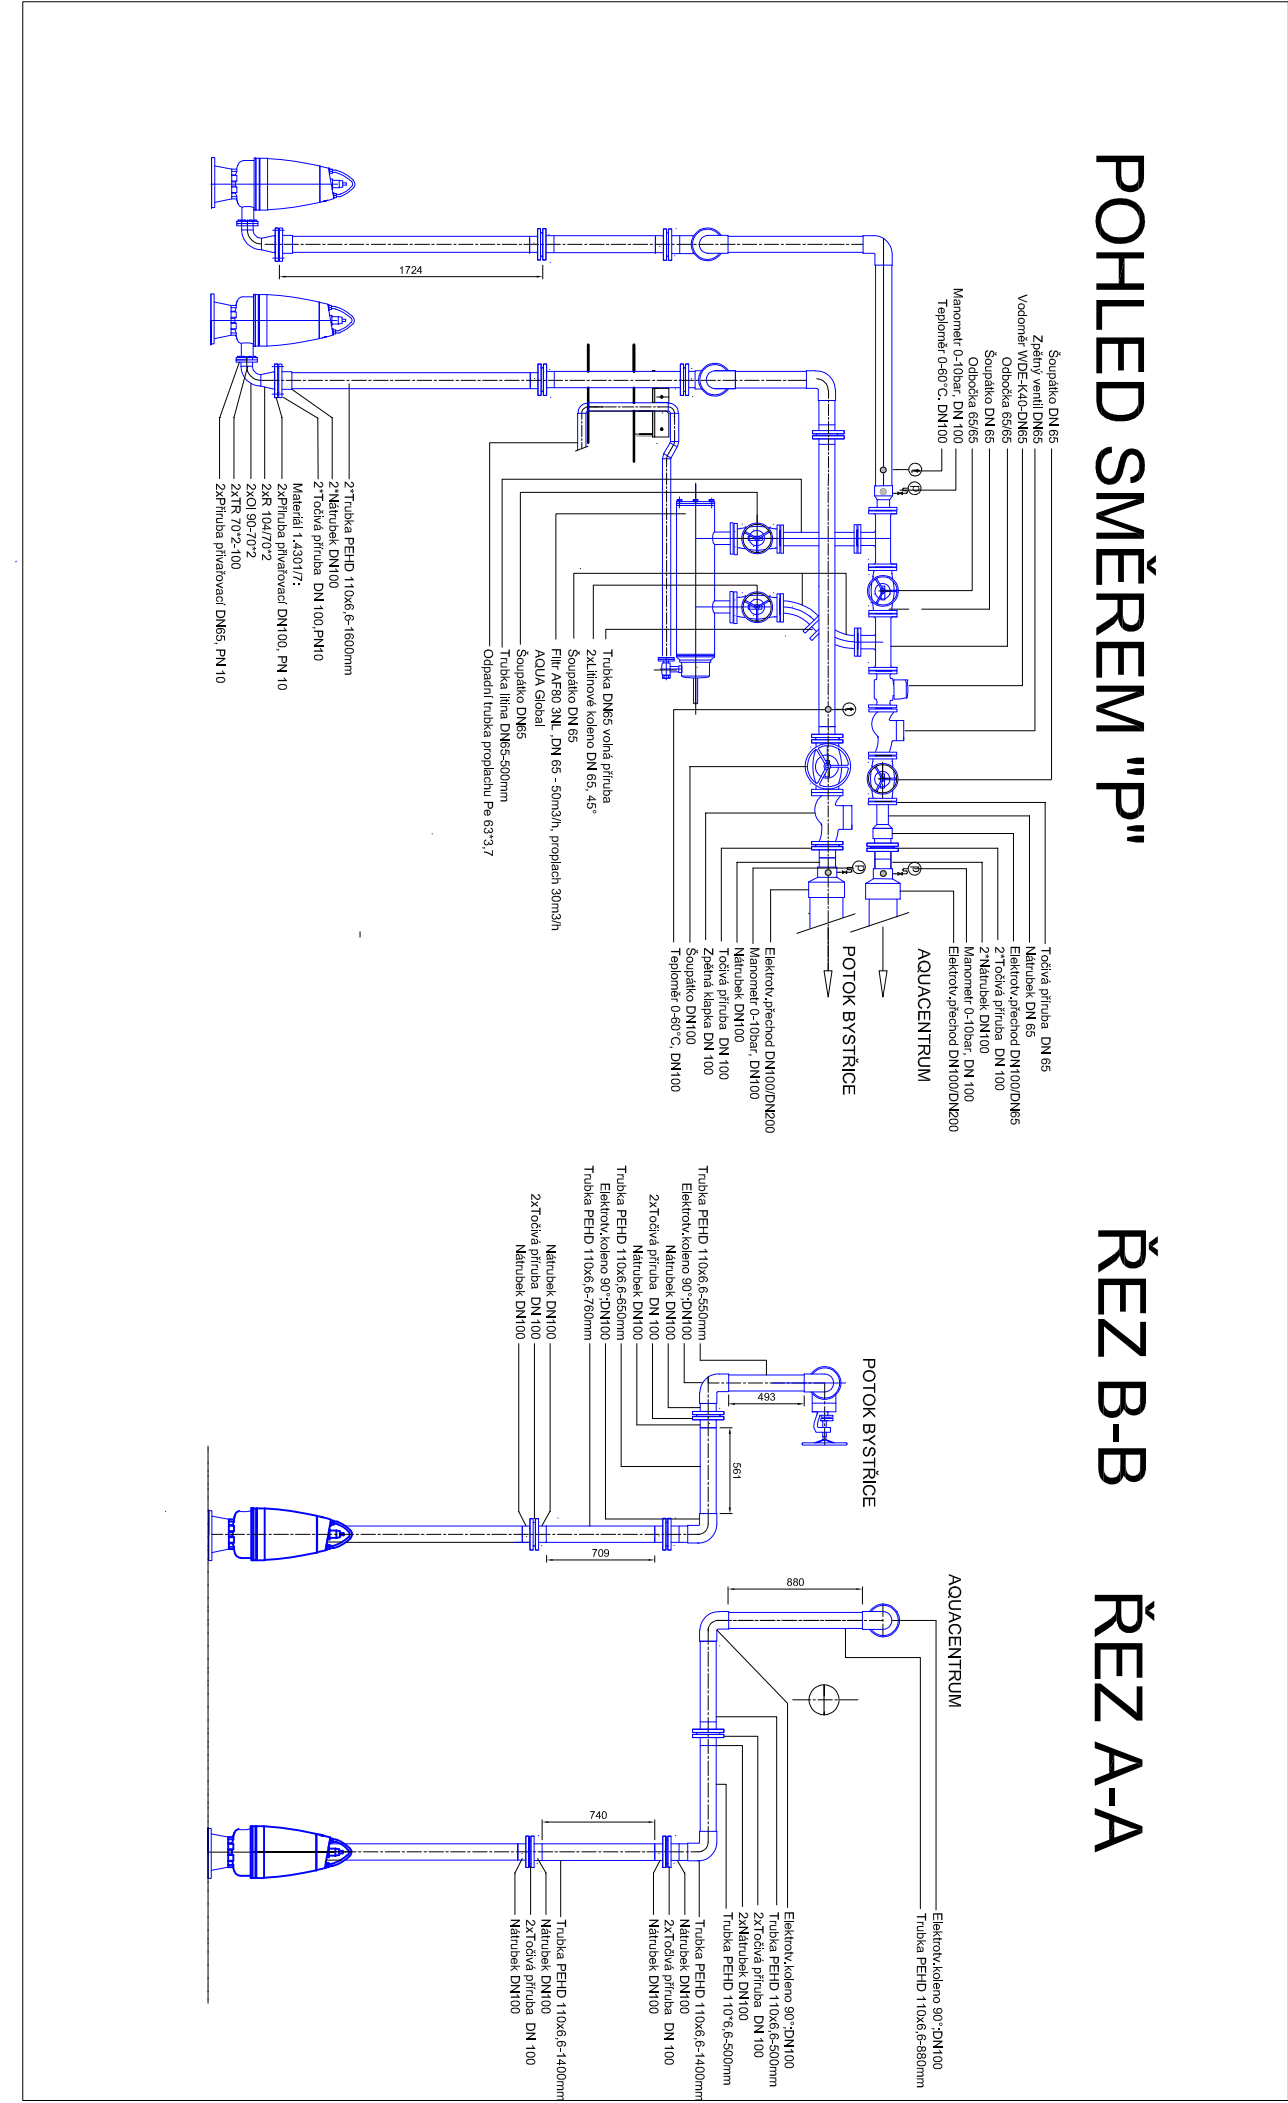 POHLED SMĚREM "P"
ŘEZ B-B
ŘEZ A-A
Šoupátko DN 65
Zpětný ventil DN65
Odbočka 65/65
Vodoměr WDE-K40-DN65
Šoupátko DN 65
Odbočka 65/65
Manometr 0-10bar, DN 100
Teploměr 0-60°C. DN100
t
p
t
p
p
1724
2*Trubka PEHD 110x6,6-1600mm
2*Nátrubek DN100
2*Točivá příruba DN 100,PN10
Materiál 1.4301/7:
2xPříruba přivařovací DN100, PN 10
2xR 104/70*2
2xOl 90-70*2
2xTR 70*2-100
2xPříruba přivařovací DN65, PN 10
Trubka DN65 volná příruba
2xLitinové koleno DN 65, 45°
Šoupátko DN 65
Filtr AF80 3NL ,DN 65 - 50m3/h, proplach 30m3/h
AQUA Global
Šoupátko DN65
Trubka litina DN65-500mm
Odpadní trubka proplachu Pe 63*3,7
Točivá příruba DN 65
Nátrubek DN 65
Elektrotv.přechod DN100/DN65
2*Točivá příruba DN 100
2*Nátrubek DN100
Manometr 0-10bar, DN 100
Elektrotv.přechod DN100/DN200
AQUACENTRUM
POTOK BYSTŘICE
Elektrotv.přechod DN100/DN200
Manometr 0-10bar, DN100
Nátrubek DN100
Točivá příruba DN 100
Zpětná klapka DN 100
Šoupátko DN100
Teploměr 0-60°C, DN100
POTOK BYSTŘICE
Trubka PEHD 110x6,6-550mm
Elektrotv.koleno 90°;DN100
Nátrubek DN100
2xTočivá příruba DN 100
Nátrubek DN100
Trubka PEHD 110x6,6-650mm
Elektrotv.koleno 90°;DN100
Trubka PEHD 110x6,6-760mm
Nátrubek DN100
2xTočivá příruba DN 100
Nátrubek DN100
493
561
709
AQUACENTRUM
880
740
Elektrotv.koleno 90°;DN100
Trubka PEHD 110x6,6-880mm
Elektrotv.koleno 90°;DN100
Trubka PEHD 110x6,6-500mm
2xTočivá příruba DN 100
2xNátrubek DN100
Trubka PEHD 110*6,6-500mm
Trubka PEHD 110x6,6-1400mm
Nátrubek DN100
2xTočivá příruba DN 100
Nátrubek DN100
Trubka PEHD 110x6,6-1400mm
Nátrubek DN100
2xTočivá příruba DN 100
Nátrubek DN100